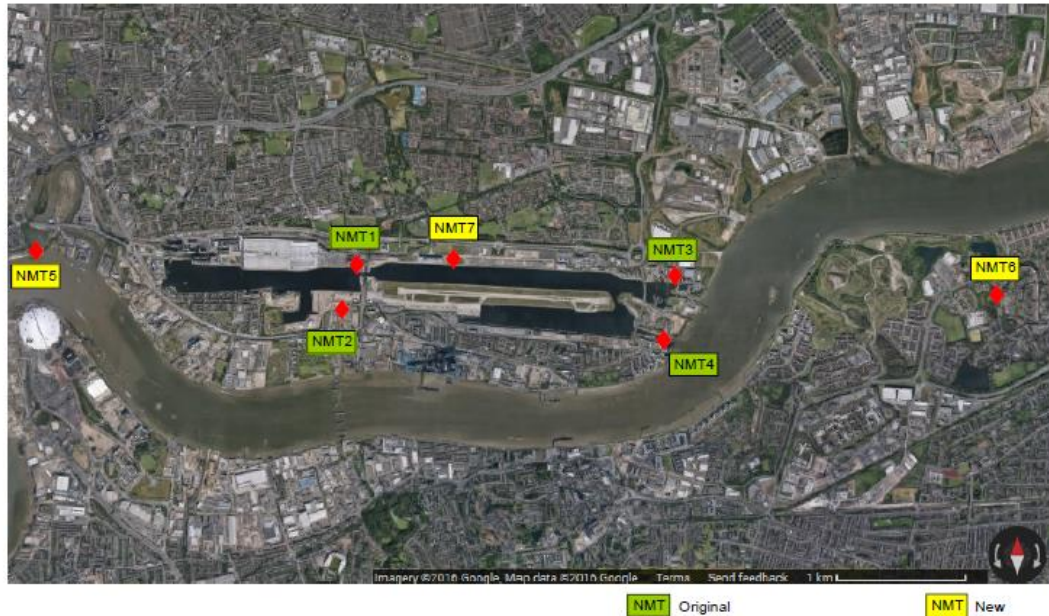 NMT1
NMT7
NMT3
NMT5
NMT6
NMT2
NMT4
Imagery ©2016 Google, Map data ©2016 Google Terms Send feedback 1 km
NMT Original NMT New